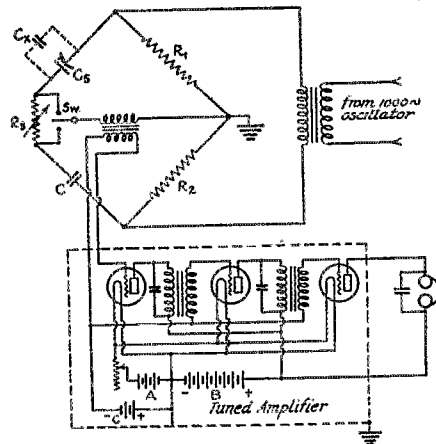 Cx
Cs
R1
Sw.
R3
C
R2
from 1000~
oscillator
A
- B +
-C+
Tuned Amplifier